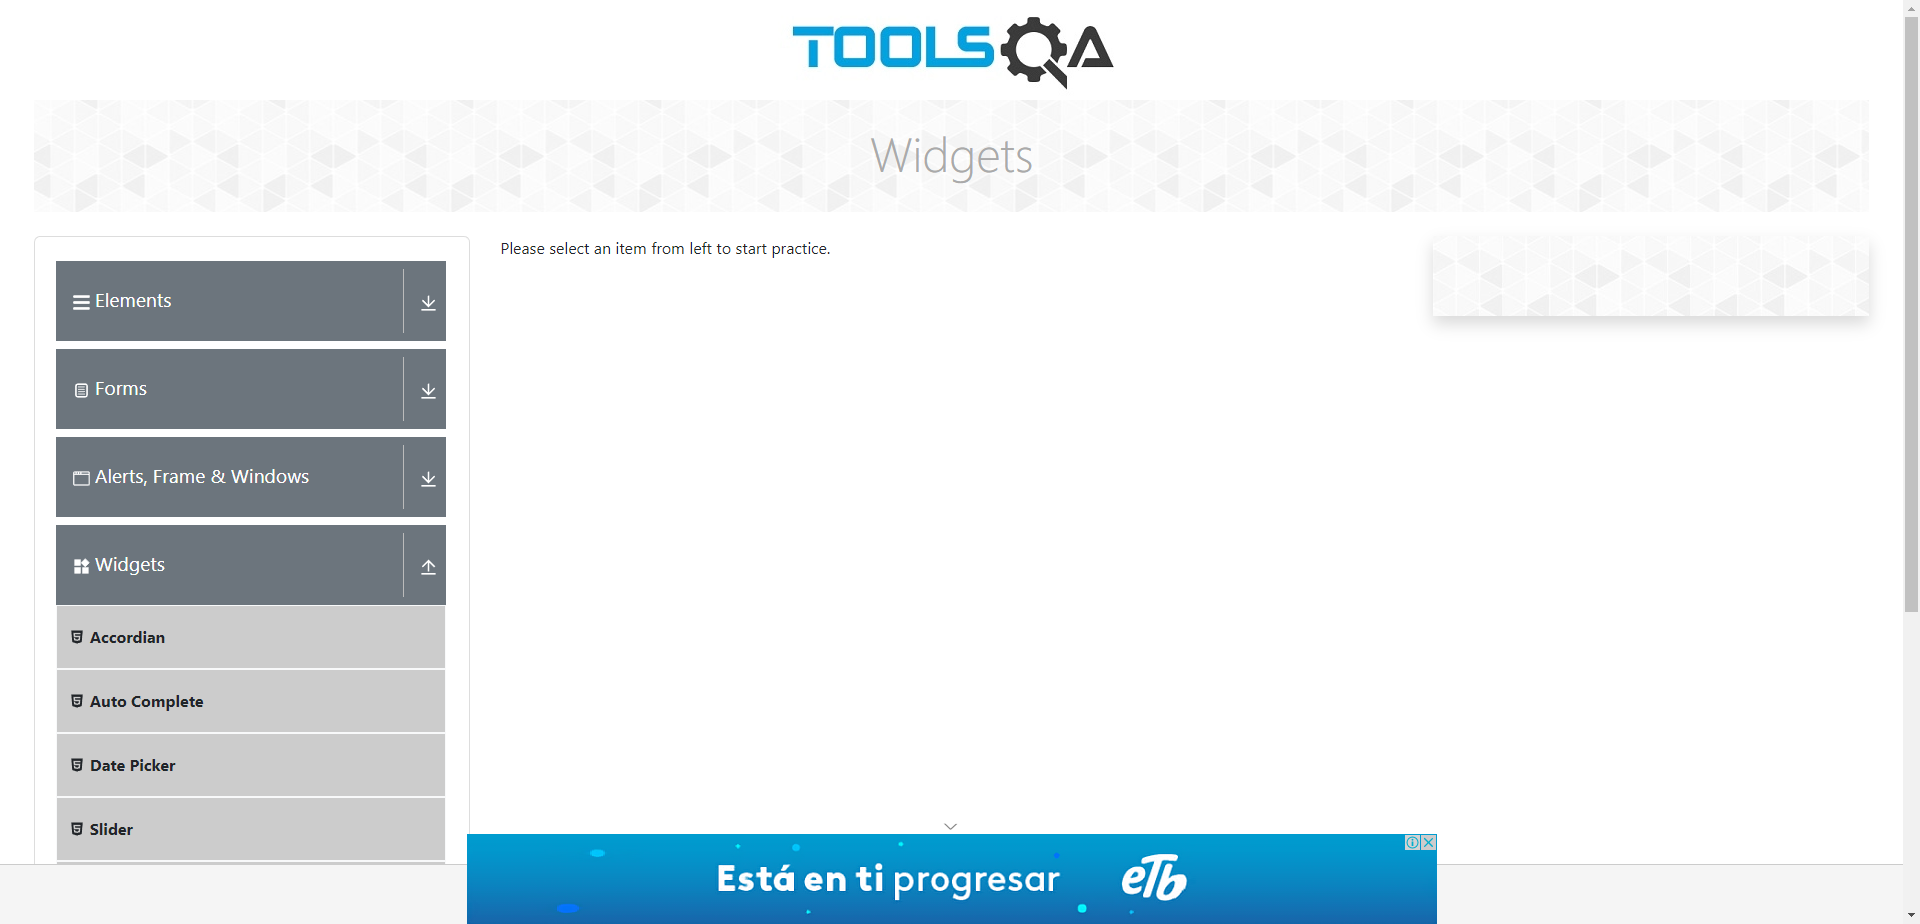 TOOLSQA
Widgets
Elements
Forms
Alerts, Frame & Windows
Widgets
Accordian
Auto Complete
Date Picker
Slider
Please select an item from left to start practice.
Está en ti progresar
eTb